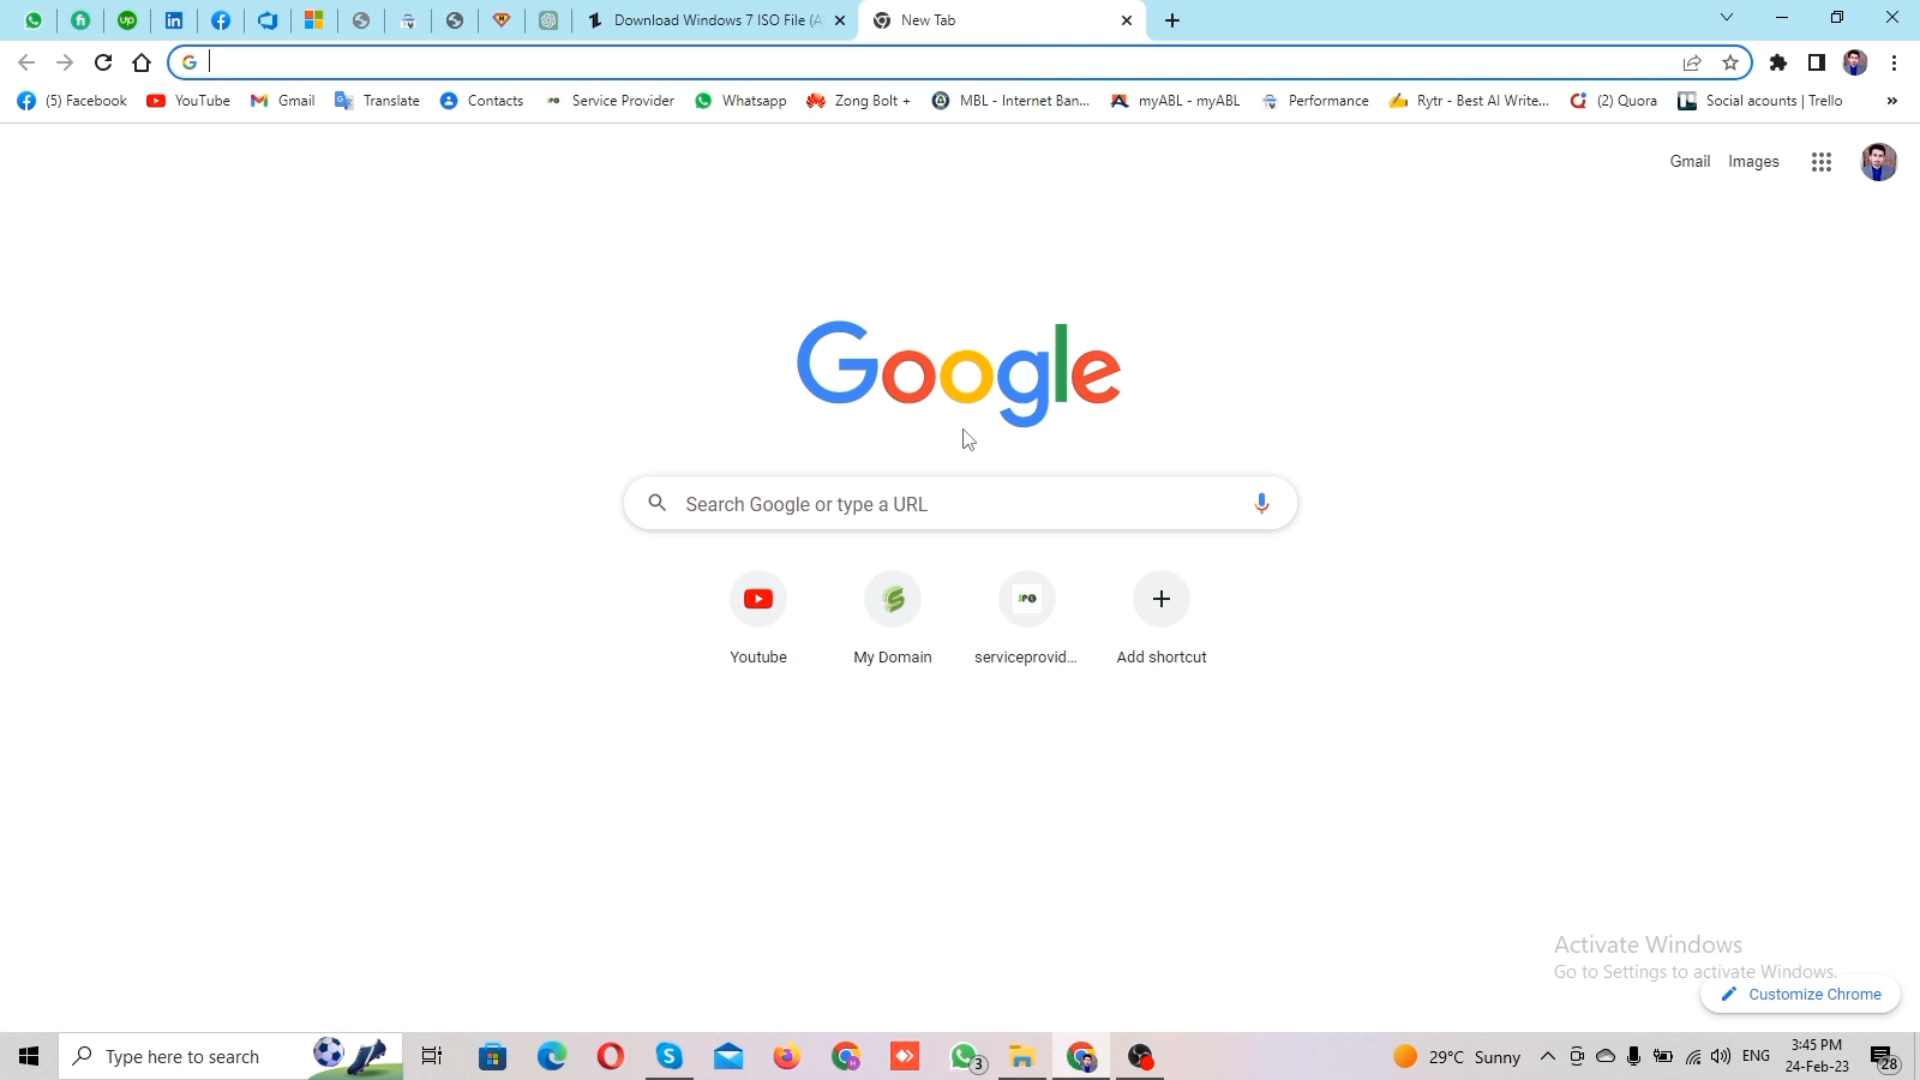 Download Windows 7 ISO File (A
New Tab
(5) Facebook
YouTube
Gmail
Translate
Contacts
Service Provider
Whatsapp
Zong Bolt +
MBL - Internet Ban...
myABL - myABL
Performance
Rytr - Best AI Write...
(2) Quora
Social acounts | Trello
»
Gmail
Images
Google
Search Google or type a URL
Youtube
My Domain
serviceprovid...
Add shortcut
Activate Windows
Go to Settings to activate Windows.
Customize Chrome
Type here to search
3
29°C Sunny
ENG
3:45 PM
24-Feb-23
28